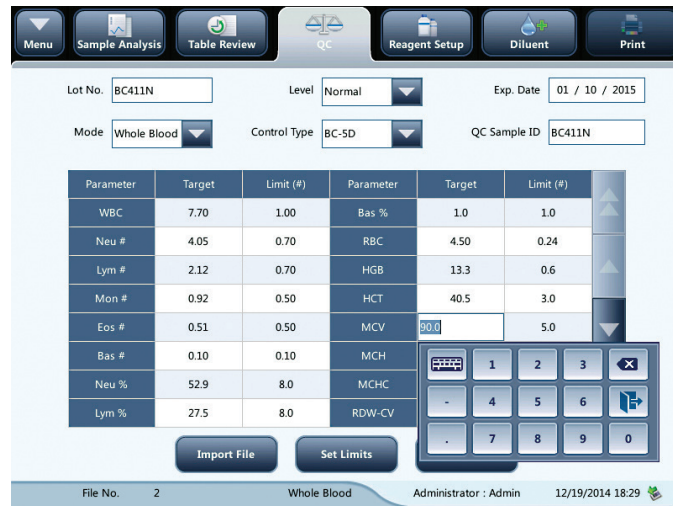 Menu Sample Analysis Table Review QC Reagent Setup Diluent Print
Lot No. BC411N Level Normal Exp. Date 01 / 10 / 2015
Mode Whole Blood Control Type BC-5D QC Sample ID BC411N
Parameter Target Limit (#) Parameter Target Limit (#)
WBC 7.70 1.00 Bas % 1.0 1.0
Neu # 4.05 0.70 RBC 4.50 0.24
Lym # 2.12 0.70 HGB 13.3 0.6
Mon # 0.92 0.50 HCT 40.5 3.0
Eos # 0.51 0.50 MCV 90.0 5.0
Bas # 0.10 0.10 MCH 1 2 3
Neu % 52.9 8.0 MCHC - 4 5 6
Lym % 27.5 8.0 RDW-CV . 7 8 9 0
Import File Set Limits
File No. 2 Whole Blood Administrator : Admin 12/19/2014 18:29